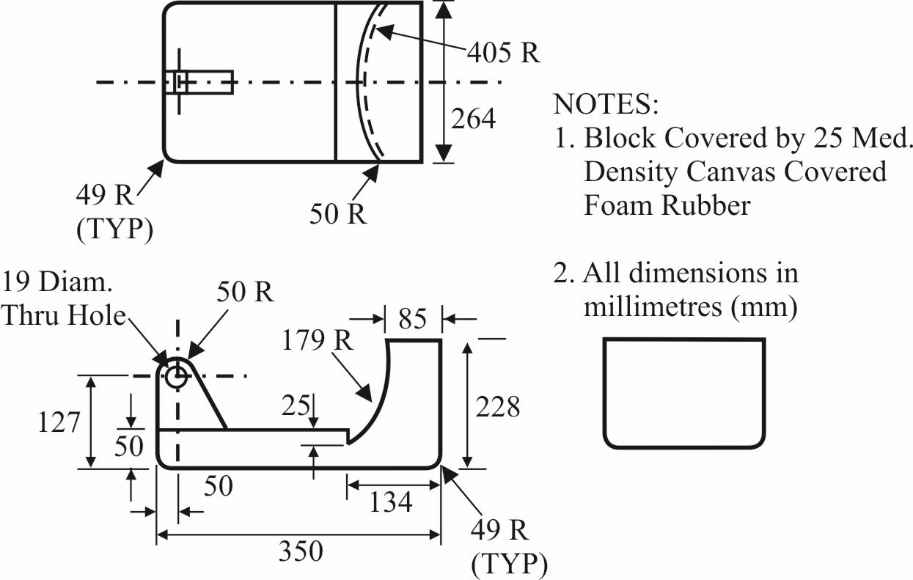 405 R
264
49 R
(TYP)
50 R
NOTES:
1. Block Covered by 25 Med.
Density Canvas Covered
Foam Rubber
2. All dimensions in
millimetres (mm)
19 Diam.
Thru Hole
50 R
179 R
85
25
127
50
228
50
134
350
49 R
(TYP)